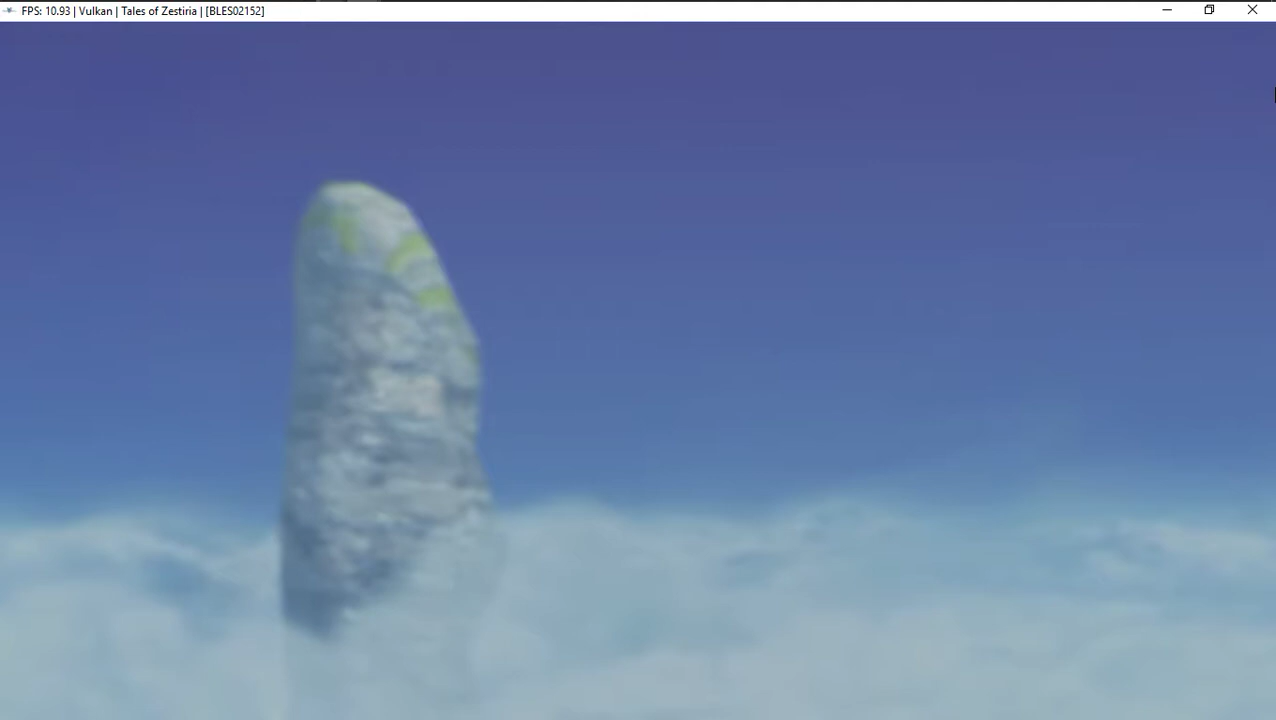 FPS: 10.93 | Vulkan | Tales of Zestiria | [BLES02152]